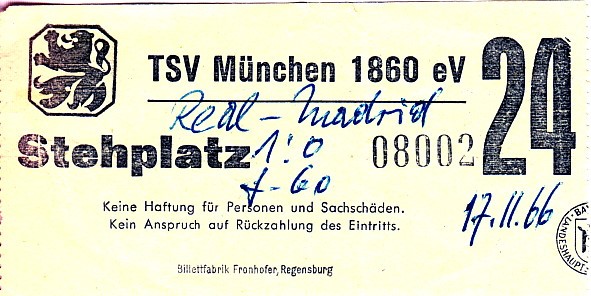 TSV München 1860 eV
24
Real-Madrid
Stehplatz 1:0 08002
f-60
Keine Haftung für Personen und Sachschäden.
Kein Anspruch auf Rückzahlung des Eintritts.
17.11.66
Billettfabrik Fronhofer, Regensburg
LANDESHAUPT